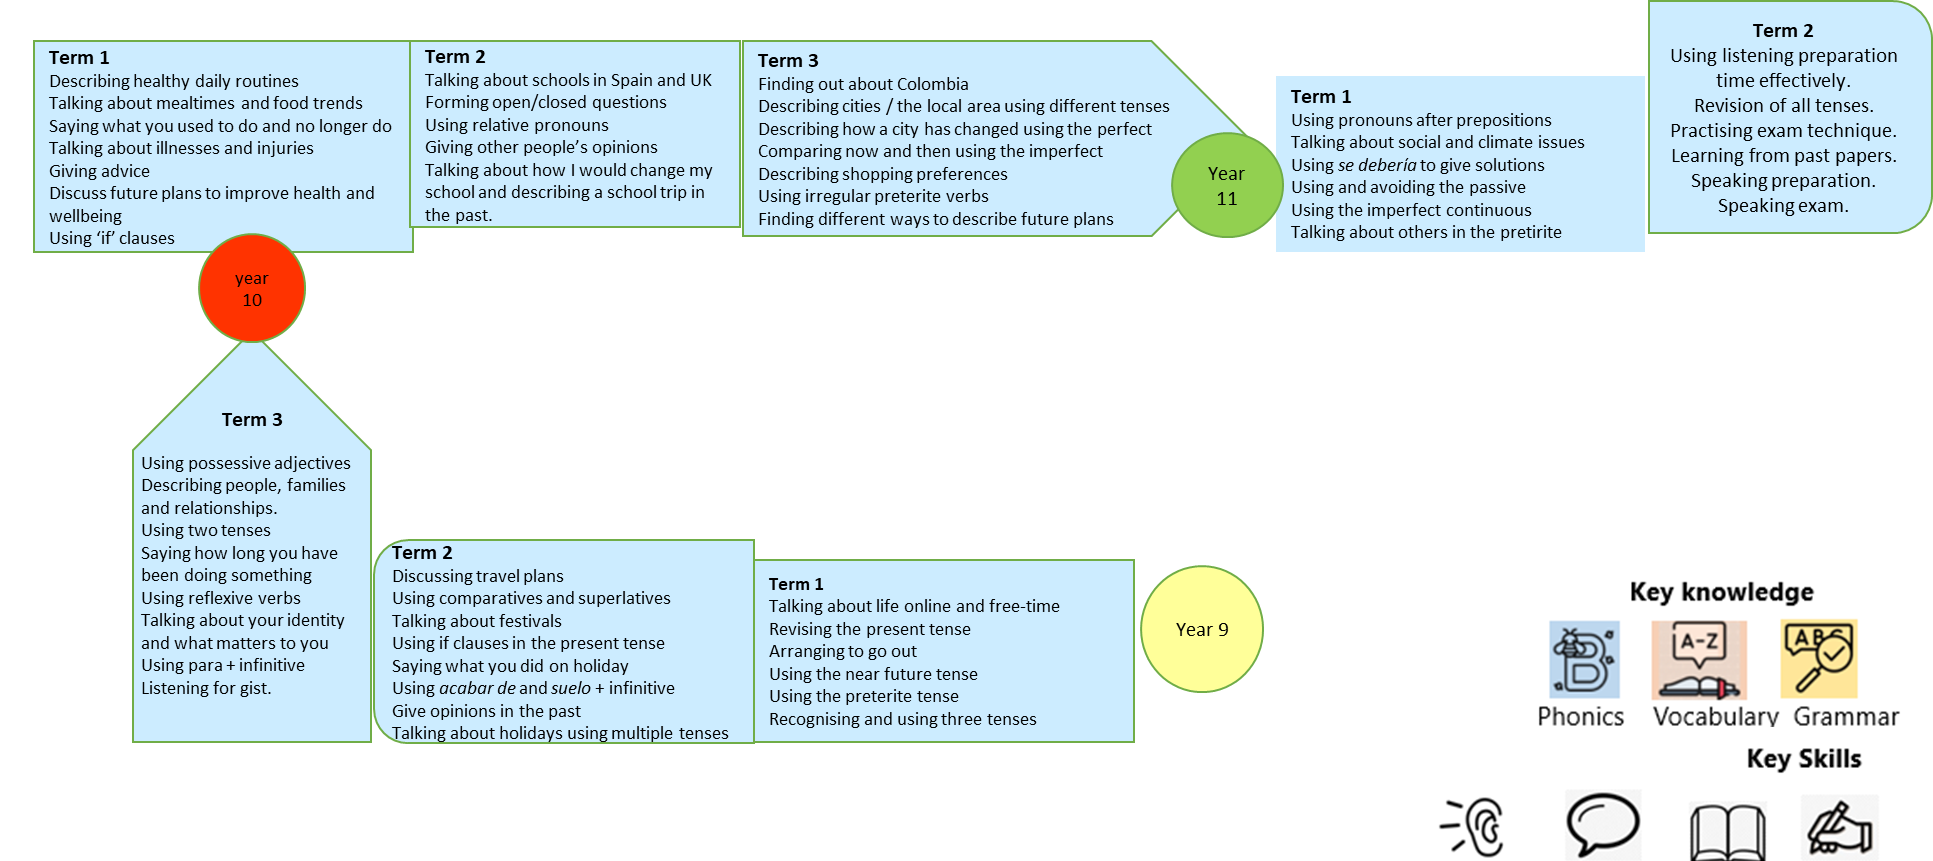 Term 1
Describing healthy daily routines
Talking about mealtimes and food trends
Saying what you used to do and no longer do
Talking about illnesses and injuries
Giving advice
Discuss future plans to improve health and
wellbeing
Using ‘if’ clauses
Term 2
Talking about schools in Spain and UK
Forming open/closed questions
Using relative pronouns
Giving other people’s opinions
Talking about how I would change my
school and describing a school trip in
the past.
Term 3
Finding out about Colombia
Describing cities / the local area using different tenses
Describing how a city has changed using the perfect
Comparing now and then using the imperfect
Describing shopping preferences
Using irregular preterite verbs
Finding different ways to describe future plans
Year
11
Term 1
Using pronouns after prepositions
Talking about social and climate issues
Using se debería to give solutions
Using and avoiding the passive
Using the imperfect continuous
Talking about others in the pretirite
Term 2
Using listening preparation
time effectively.
Revision of all tenses.
Practising exam technique.
Learning from past papers.
Speaking preparation.
Speaking exam.
year
10
Term 3
Using possessive adjectives
Describing people, families
and relationships.
Using two tenses
Saying how long you have
been doing something
Using reflexive verbs
Talking about your identity
and what matters to you
Using para + infinitive
Listening for gist.
Term 2
Discussing travel plans
Using comparatives and superlatives
Talking about festivals
Using if clauses in the present tense
Saying what you did on holiday
Using acabar de and suelo + infinitive
Give opinions in the past
Talking about holidays using multiple tenses
Term 1
Talking about life online and free-time
Revising the present tense
Arranging to go out
Using the near future tense
Using the preterite tense
Recognising and using three tenses
Year 9
Key knowledge
B
A-Z
ABC
Phonics Vocabulary Grammar
Key Skills